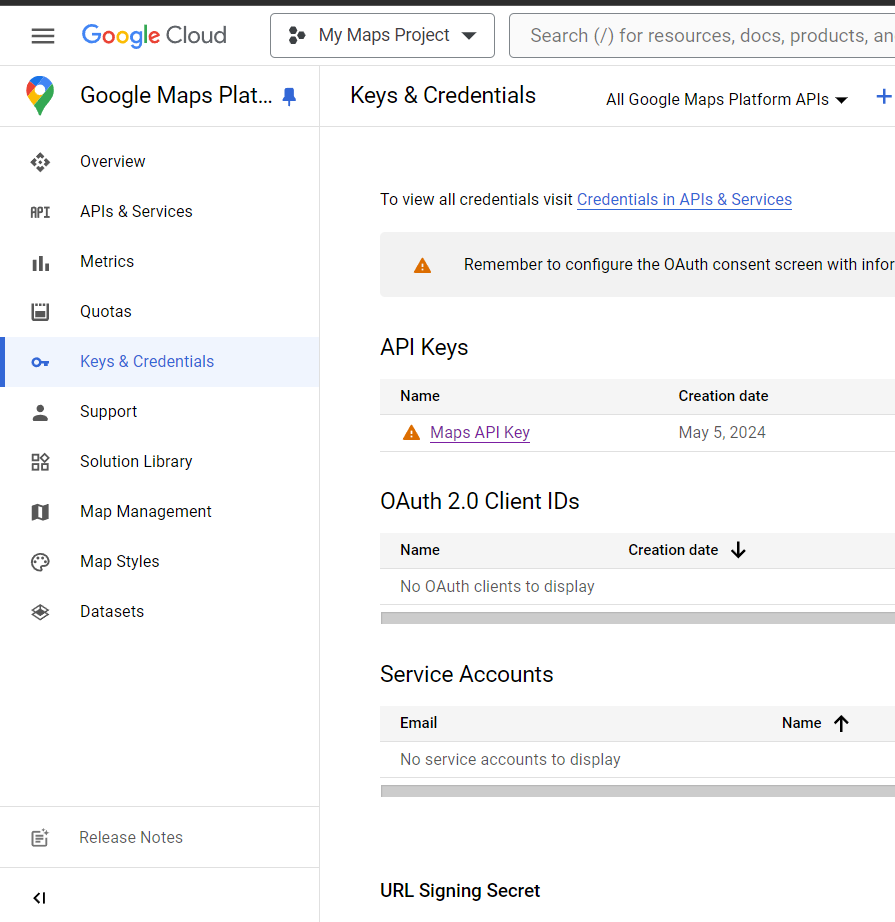 Google Cloud
My Maps Project
Search (/) for resources, docs, products, an
Google Maps Plat...
Keys & Credentials
All Google Maps Platform APIs
Overview
API
APIs & Services
Metrics
Quotas
Keys & Credentials
Support
Solution Library
Map Management
Map Styles
Datasets
Release Notes
To view all credentials visit Credentials in APIs & Services
Remember to configure the OAuth consent screen with infor
API Keys
Name Creation date
Maps API Key May 5, 2024
OAuth 2.0 Client IDs
Name Creation date
No OAuth clients to display
Service Accounts
Email Name
No service accounts to display
URL Signing Secret